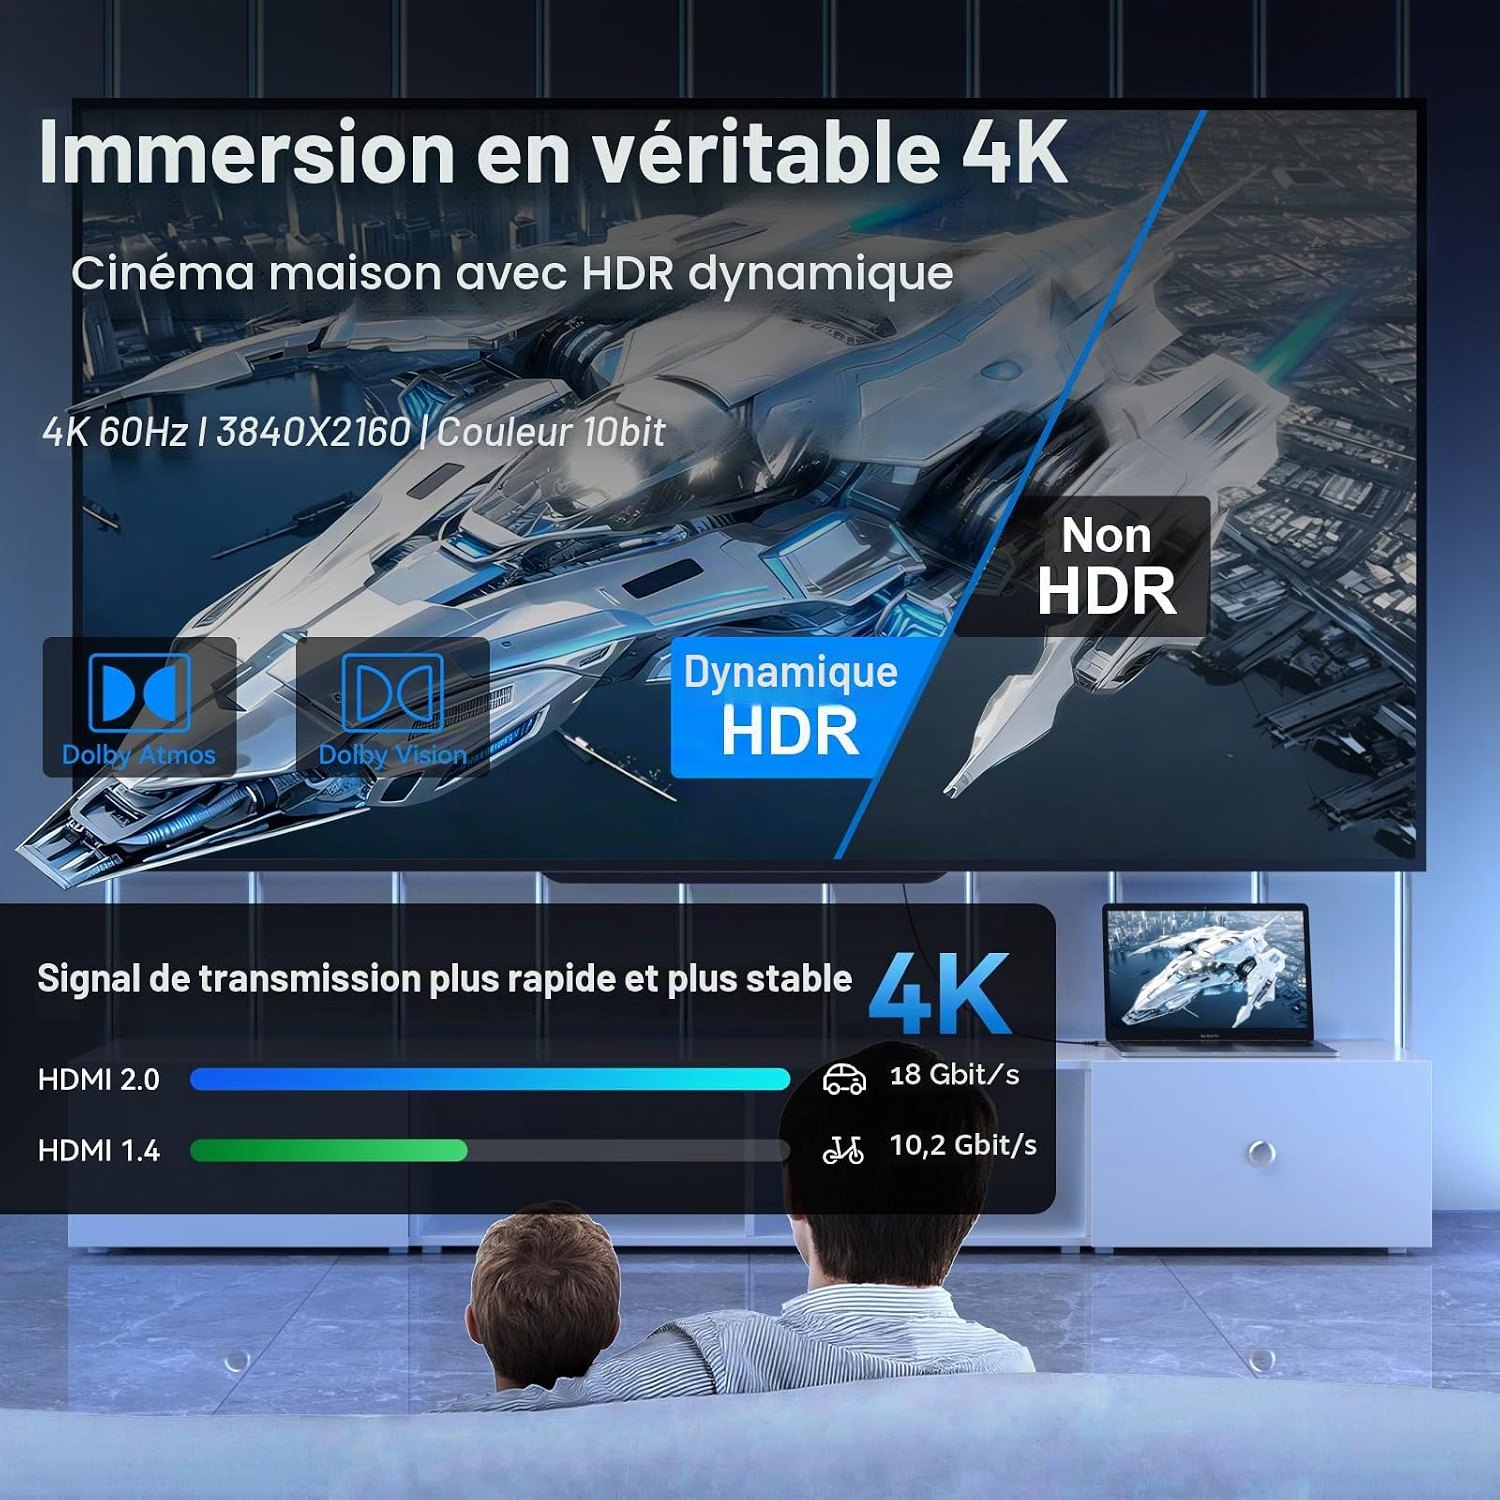 Immersion en véritable 4K
Cinéma maison avec HDR dynamique
4K 60Hz I 3840X2160 | Couleur 10bit
Non
HDR
Dynamique
HDR
Dolby Atmos
Dolby Vision
Signal de transmission plus rapide et plus stable
4K
HDMI 2.0
18 Gbit/s
HDMI 1.4
10,2 Gbit/s